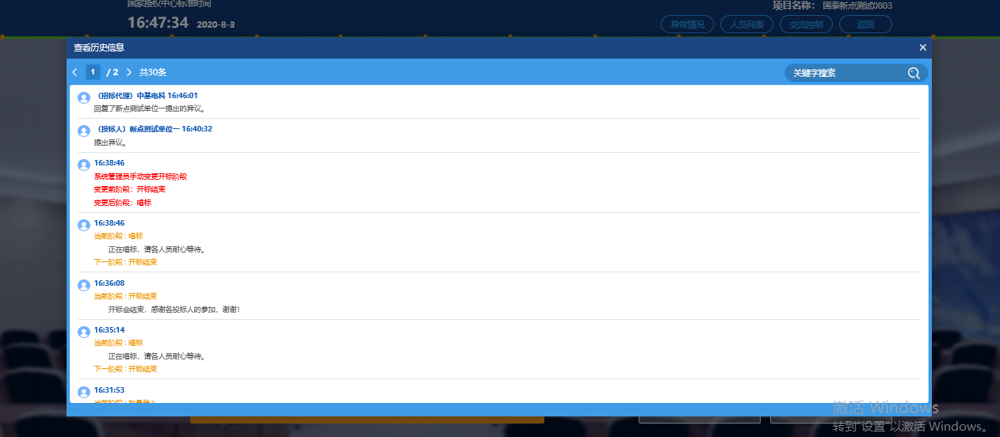 国家授权中心标准时间
项目名称： 国泰新点测试0803
16:47:34 2020-8-3
异常情况 人员列表 交流控制 返回
查看历史信息
1 / 2 共30条
关键字搜索
（招标代理）中基电科 16:46:01
回复了新点测试单位一提出的异议。
（投标人）新点测试单位一 16:40:32
提出异议。
16:38:46
系统管理员手动变更开标阶段
变更前阶段：开标结束
变更后阶段：唱标
16:38:46
当前阶段 : 唱标
正在唱标，请各人员耐心等待。
下一阶段 : 开标结束
16:36:08
当前阶段 : 开标结束
开标会结束，感谢各投标人的参加，谢谢！
16:35:14
当前阶段 : 唱标
正在唱标，请各人员耐心等待。
下一阶段 : 开标结束
16:31:53
当前阶段 : 批量导入
激活 Windows
转到"设置"以激活 Windows。